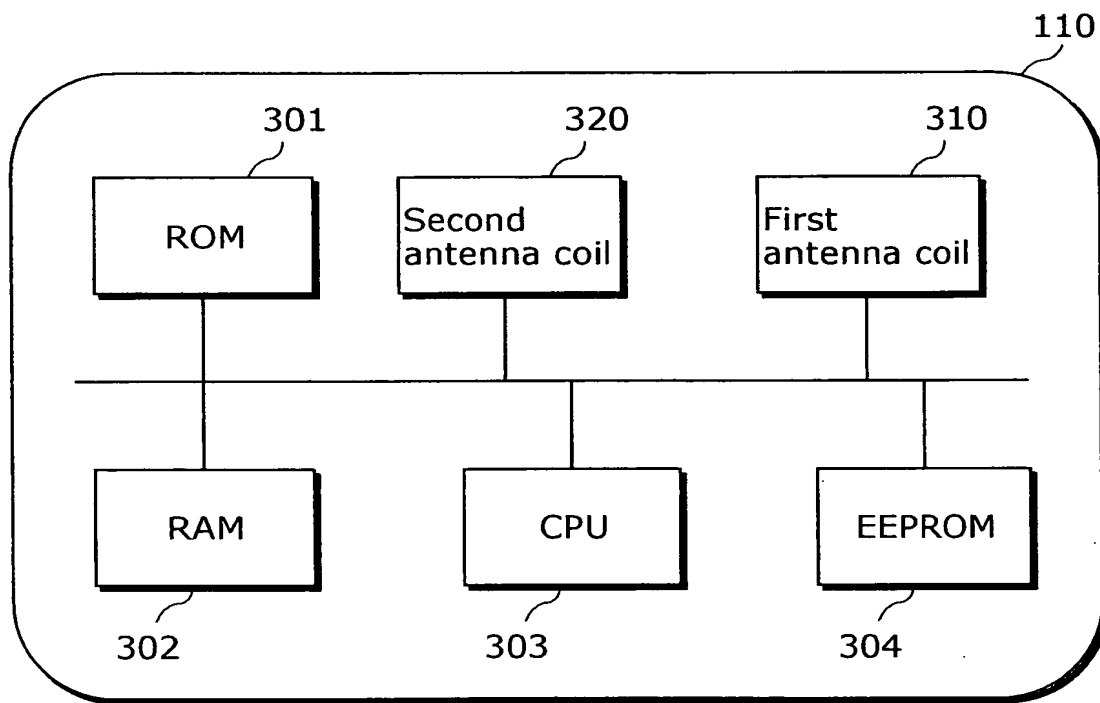 110
301
320
310
ROM
Second
antenna coil
First
antenna coil
RAM
CPU
EEPROM
302
303
304